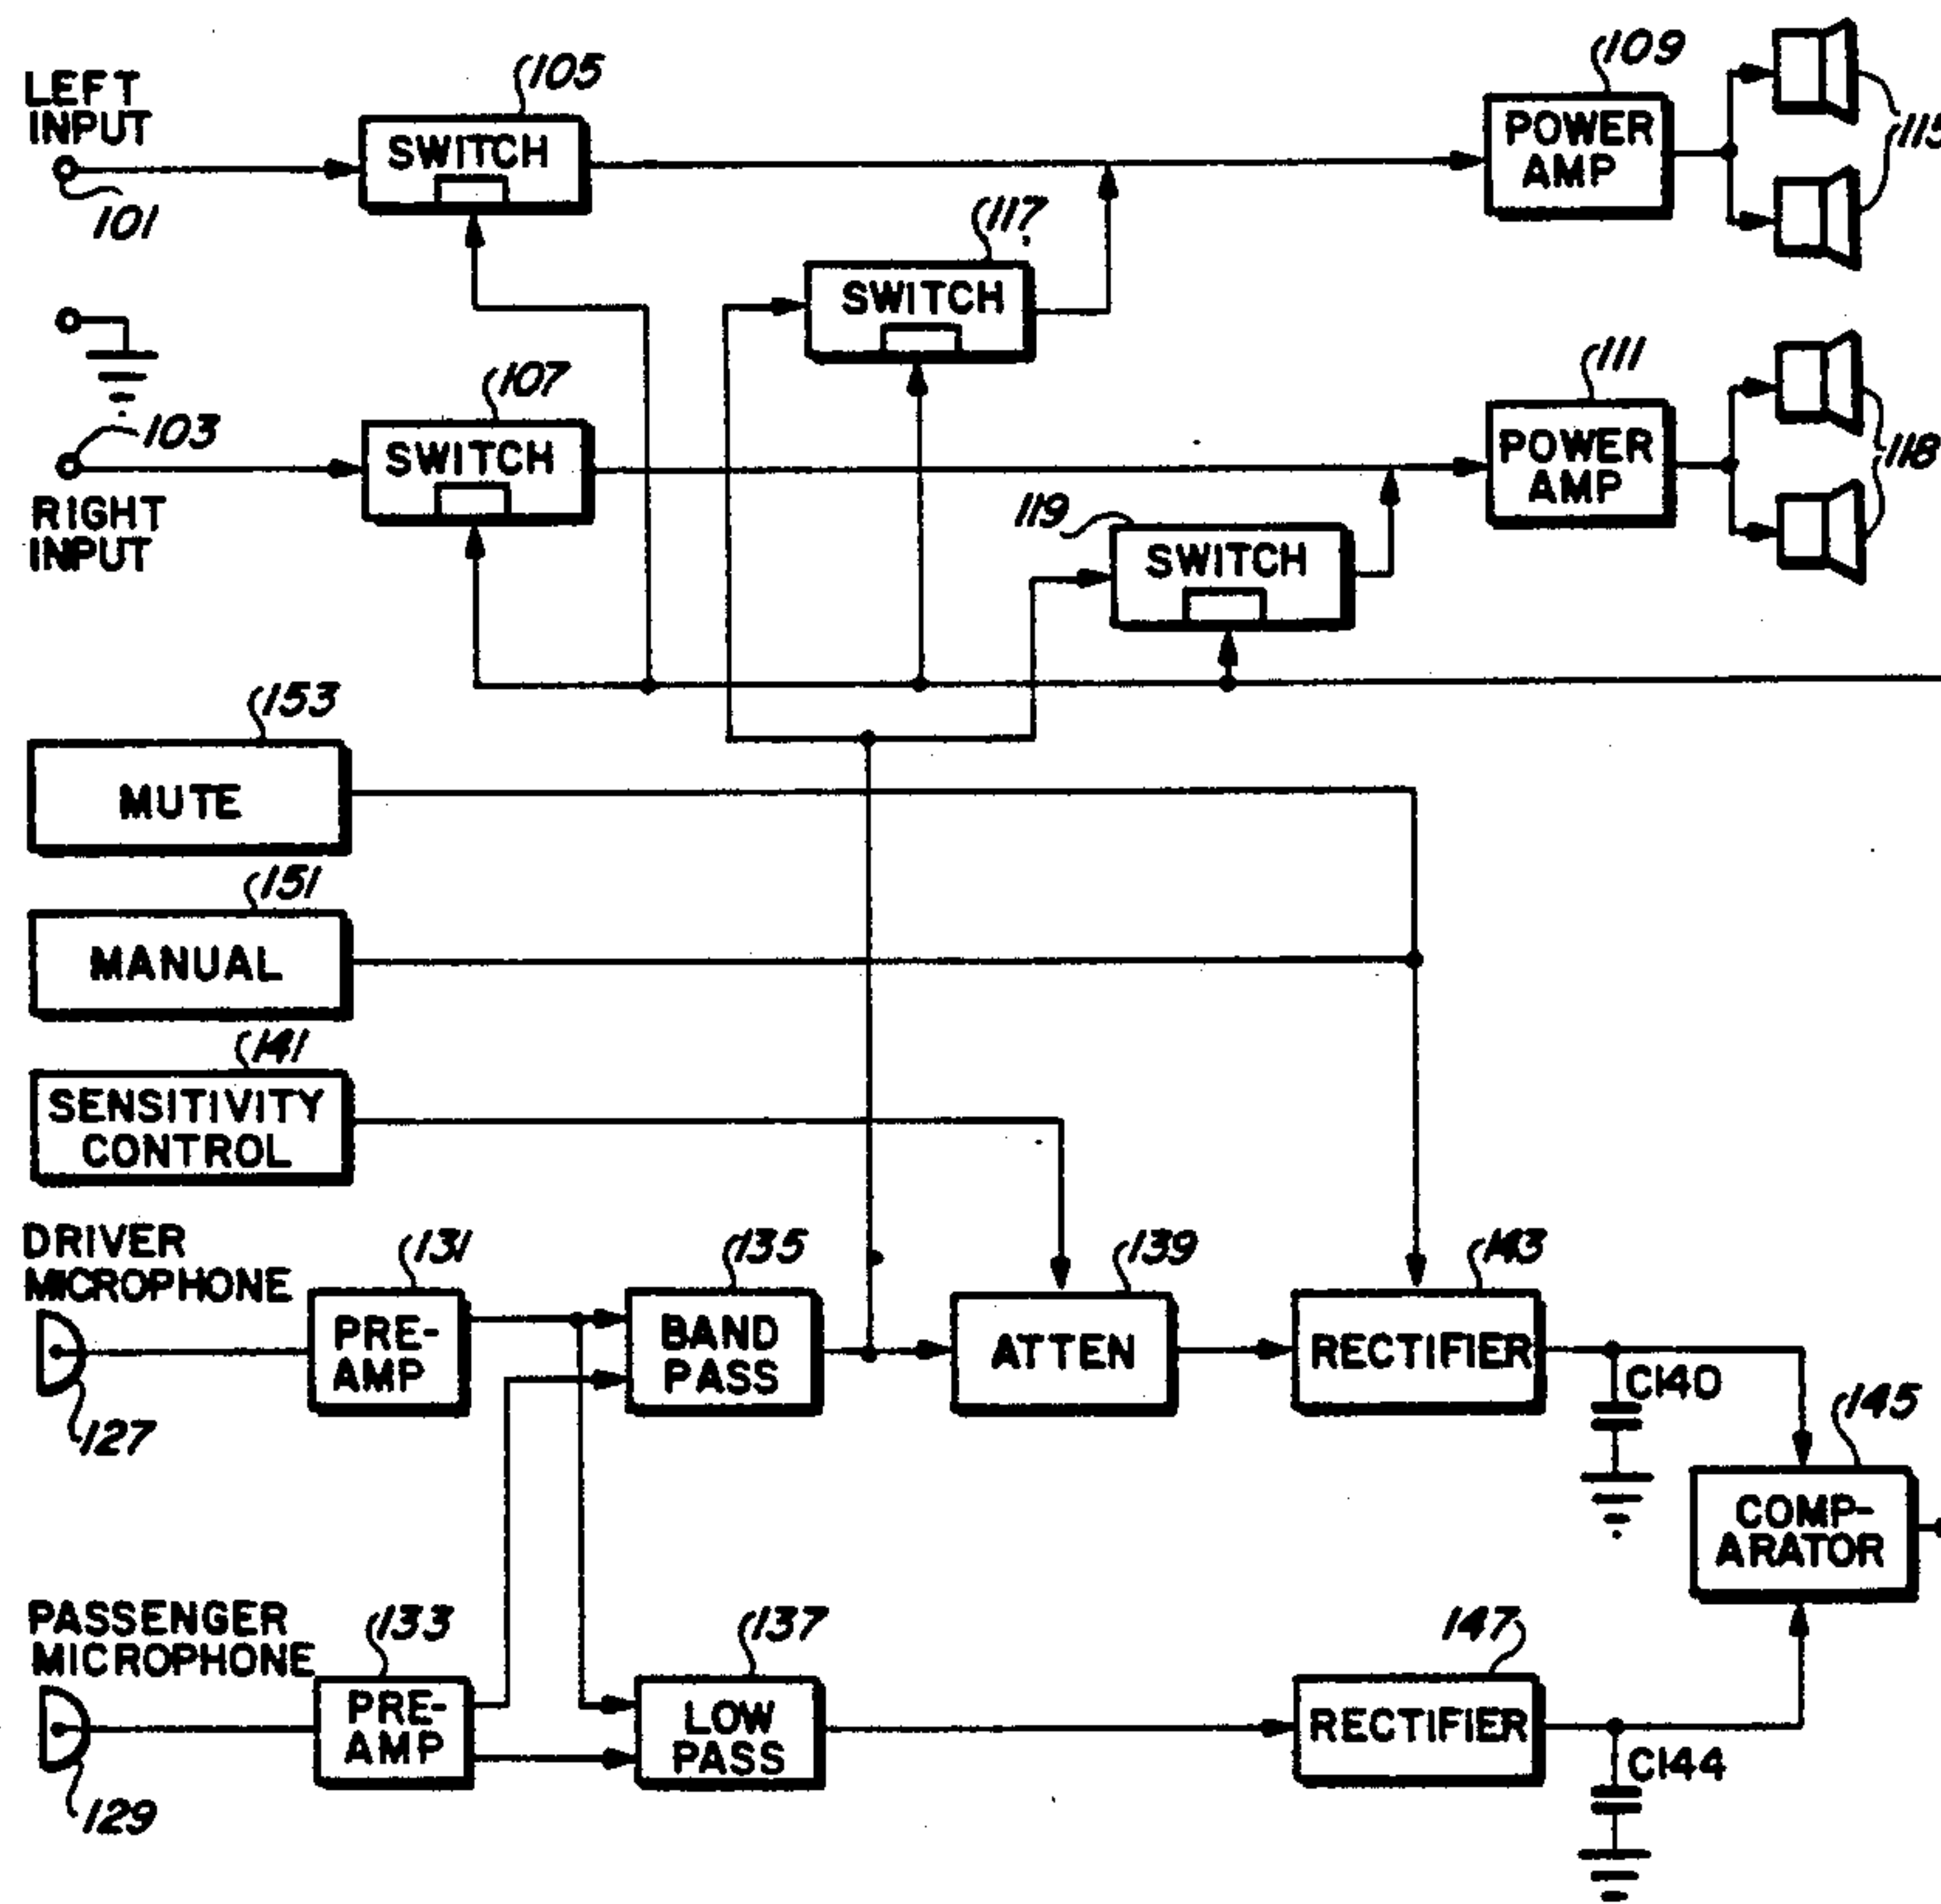 LEFT
INPUT
101
105
SWITCH
109
POWER
AMP
115
117
SWITCH
107
SWITCH
103
RIGHT
INPUT
111
POWER
AMP
118
119
SWITCH
153
MUTE
151
MANUAL
141
SENSITIVITY
CONTROL
DRIVER
MICROPHONE
127
131
PRE-
AMP
135
BAND
PASS
139
ATTEN
143
RECTIFIER
C140
145
COMP-
ARATOR
PASSENGER
MICROPHONE
129
133
PRE-
AMP
137
LOW
PASS
147
RECTIFIER
C144